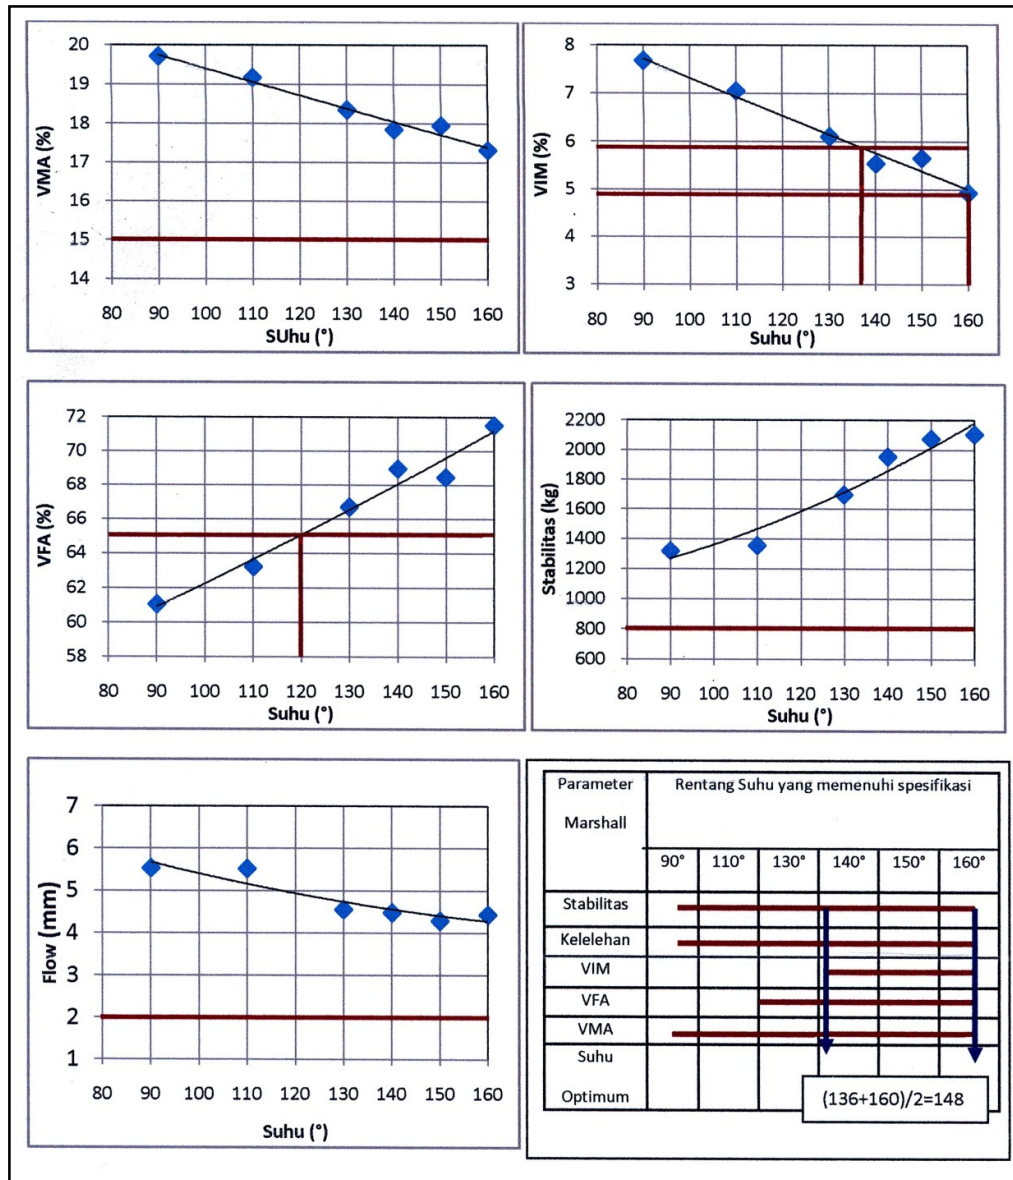 20
19
18
17
16
15
14
VMA (%)
80 90 100 110 120 130 140 150 160
SUhu (°)
8
7
6
5
4
3
VIM (%)
80 90 100 110 120 130 140 150 160
Suhu (°)
72
70
68
66
64
62
60
58
VFA (%)
80 90 100 110 120 130 140 150 160
Suhu (°)
2200
2000
1800
1600
1400
1200
1000
800
600
Stabilitas (kg)
80 90 100 110 120 130 140 150 160
Suhu (°)
7
6
5
4
3
2
1
Flow (mm)
80 90 100 110 120 130 140 150 160
Suhu (°)
Parameter Rentang Suhu yang memenuhi spesifikasi
Marshall
90° 110° 130° 140° 150° 160°
Stabilitas
Kelelehan
VIM
VFA
VMA
Suhu
Optimum
(136+160)/2=148